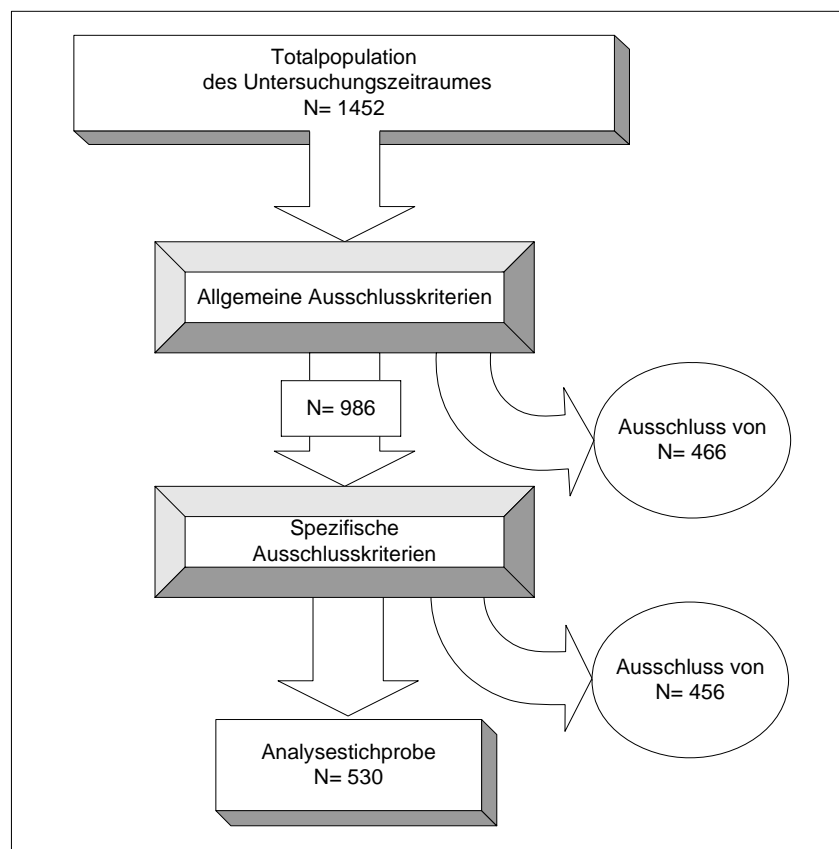 Totalpopulation
des Untersuchungszeitraumes
N= 1452
Allgemeine Ausschlusskriterien
N= 986
Ausschluss von
N= 466
Spezifische
Ausschlusskriterien
Ausschluss von
N= 456
Analysestichprobe
N= 530